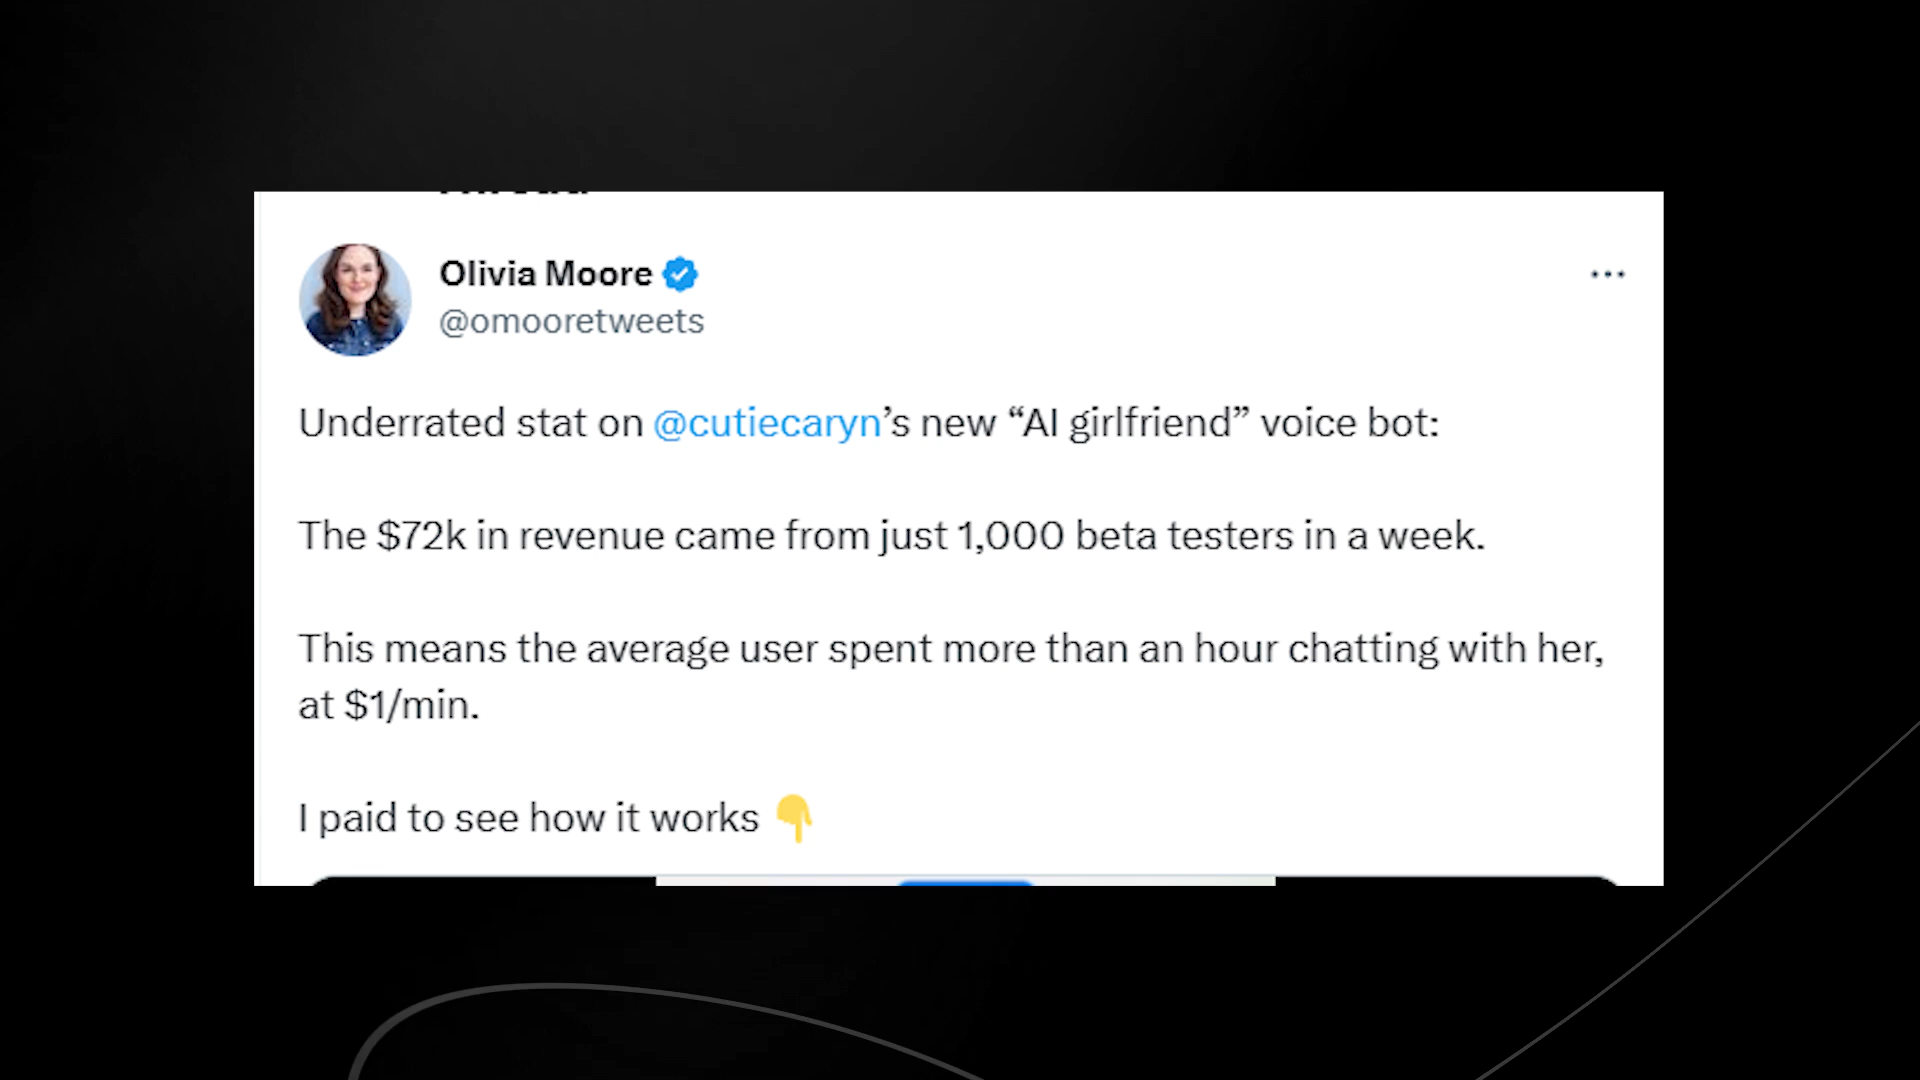 Olivia Moore
@omooretweets
Underrated stat on @cutiecaryn’s new “AI girlfriend” voice bot:
The $72k in revenue came from just 1,000 beta testers in a week.
This means the average user spent more than an hour chatting with her,
at $1/min.
I paid to see how it works 👇